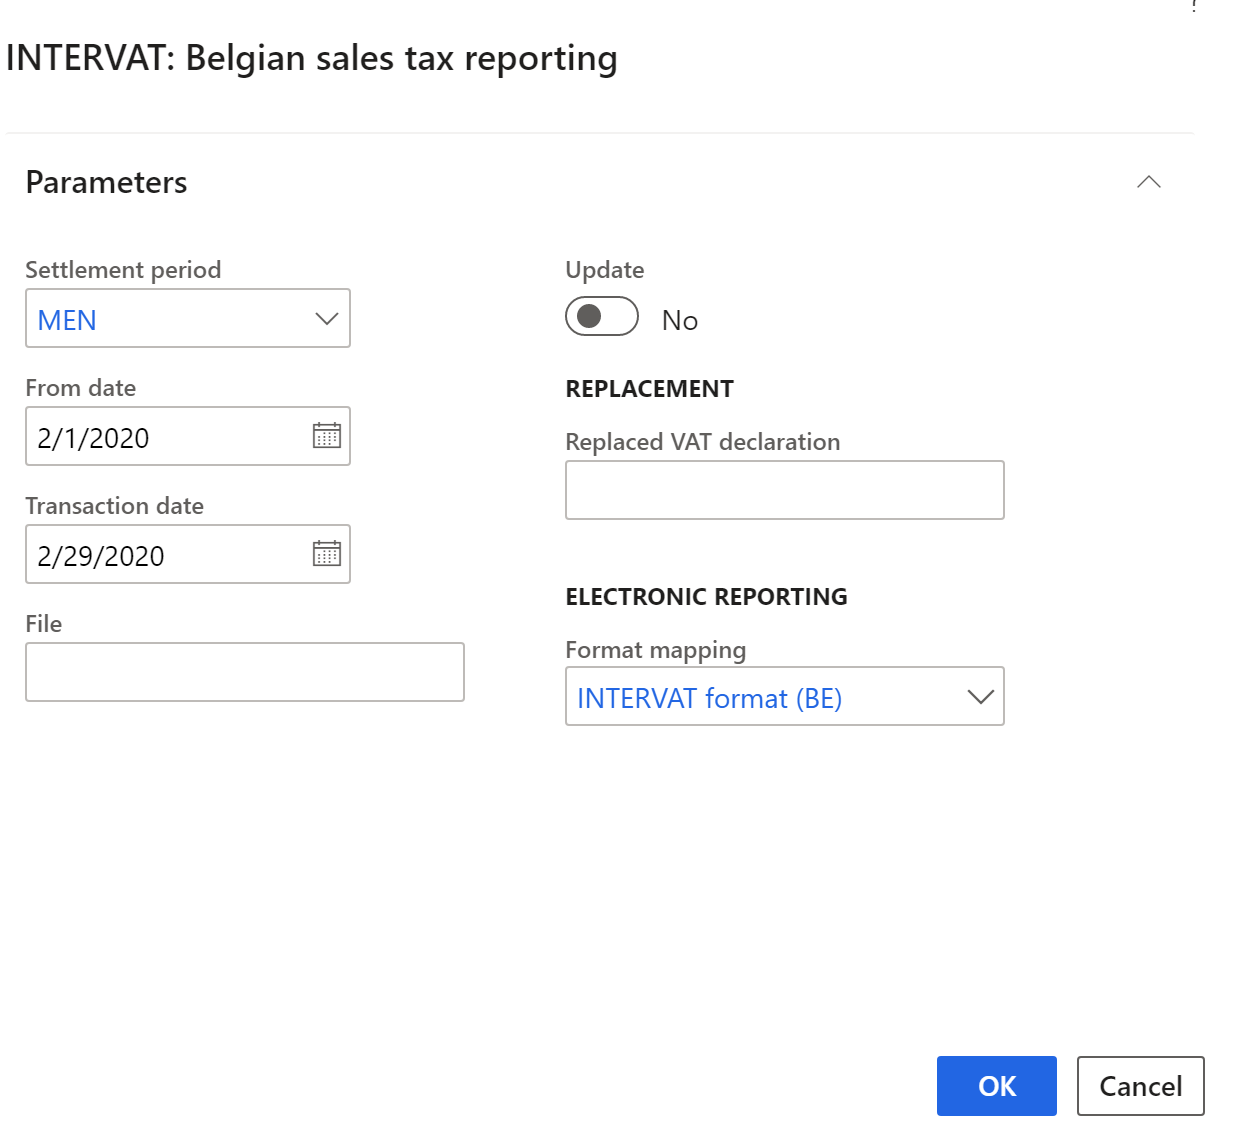 INTERVAT: Belgian sales tax reporting
Parameters
Settlement period
MEN
From date
2/1/2020
Transaction date
2/29/2020
File
Update
No
REPLACEMENT
Replaced VAT declaration
ELECTRONIC REPORTING
Format mapping
INTERVAT format (BE)
OK
Cancel